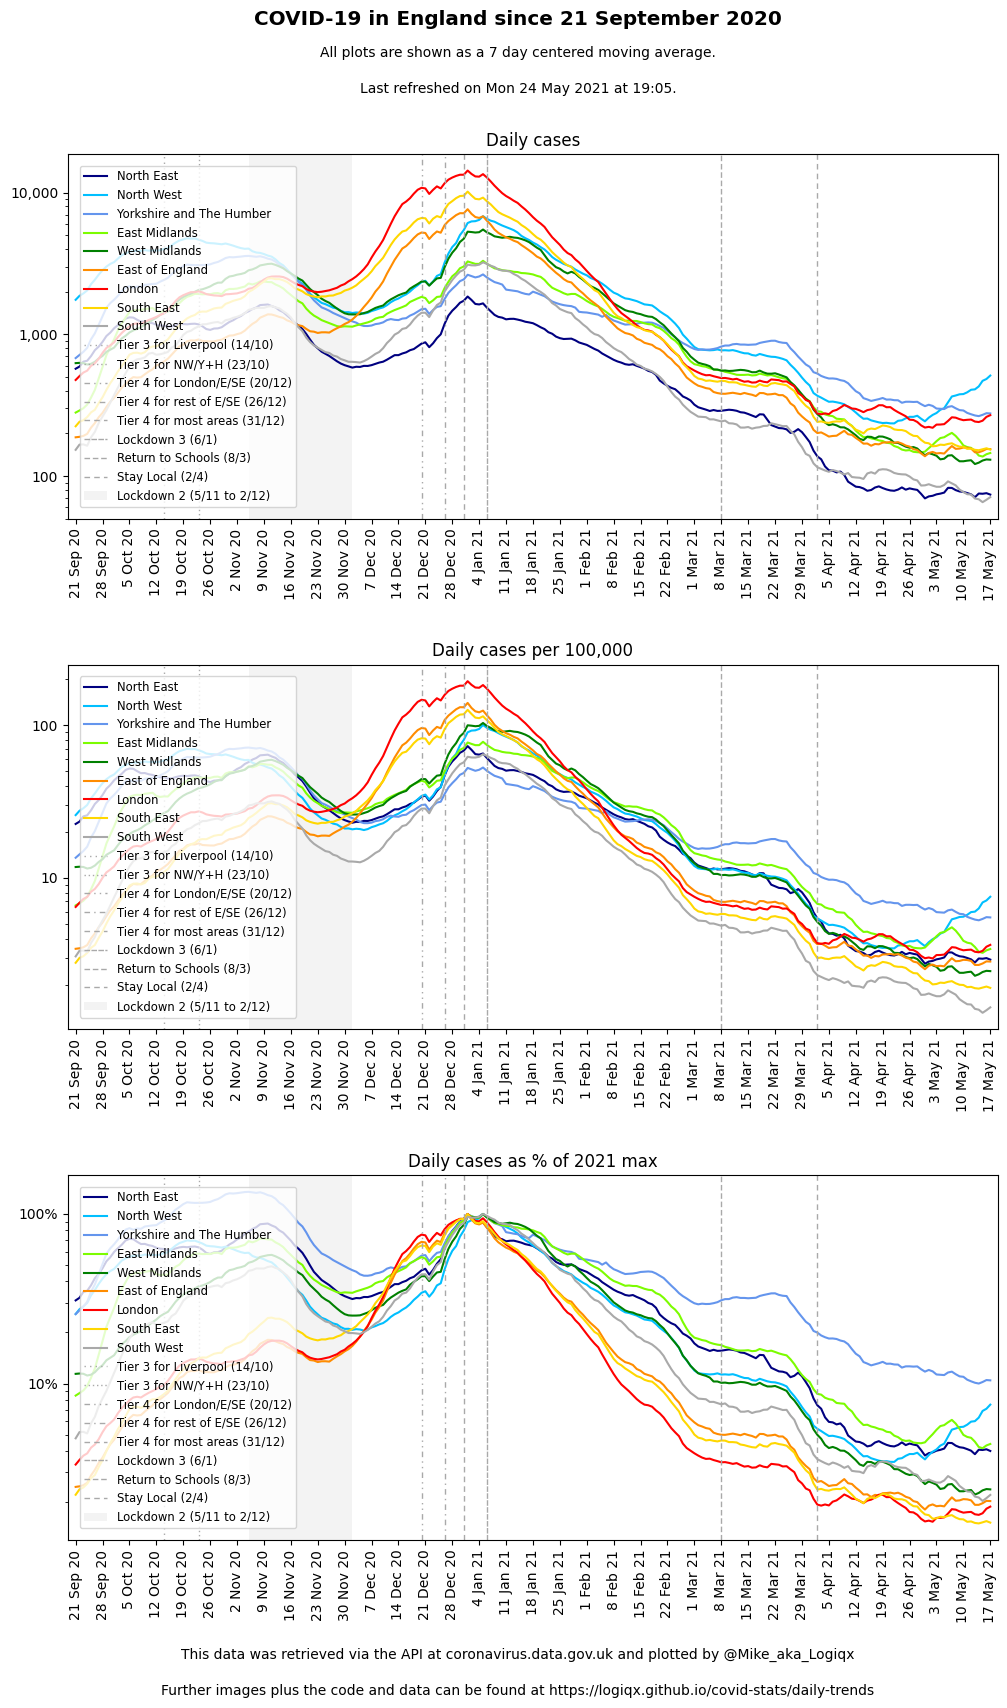 COVID-19 in England since 21 September 2020
All plots are shown as a 7 day centered moving average.
Last refreshed on Mon 24 May 2021 at 19:05.
Daily cases
10,000
1,000
100
North East
North West
Yorkshire and The Humber
East Midlands
West Midlands
East of England
London
South East
South West
Tier 3 for Liverpool (14/10)
Tier 3 for NW/Y+H (23/10)
Tier 4 for London/E/SE (20/12)
Tier 4 for rest of E/SE (26/12)
Tier 4 for most areas (31/12)
Lockdown 3 (6/1)
Return to Schools (8/3)
Stay Local (2/4)
Lockdown 2 (5/11 to 2/12)
21 Sep 20
28 Sep 20
5 Oct 20
12 Oct 20
19 Oct 20
26 Oct 20
2 Nov 20
9 Nov 20
16 Nov 20
23 Nov 20
30 Nov 20
7 Dec 20
14 Dec 20
21 Dec 20
28 Dec 20
4 Jan 21
11 Jan 21
18 Jan 21
25 Jan 21
1 Feb 21
8 Feb 21
15 Feb 21
22 Feb 21
1 Mar 21
8 Mar 21
15 Mar 21
22 Mar 21
29 Mar 21
5 Apr 21
12 Apr 21
19 Apr 21
26 Apr 21
3 May 21
10 May 21
17 May 21
Daily cases per 100,000
100
10
North East
North West
Yorkshire and The Humber
East Midlands
West Midlands
East of England
London
South East
South West
Tier 3 for Liverpool (14/10)
Tier 3 for NW/Y+H (23/10)
Tier 4 for London/E/SE (20/12)
Tier 4 for rest of E/SE (26/12)
Tier 4 for most areas (31/12)
Lockdown 3 (6/1)
Return to Schools (8/3)
Stay Local (2/4)
Lockdown 2 (5/11 to 2/12)
21 Sep 20
28 Sep 20
5 Oct 20
12 Oct 20
19 Oct 20
26 Oct 20
2 Nov 20
9 Nov 20
16 Nov 20
23 Nov 20
30 Nov 20
7 Dec 20
14 Dec 20
21 Dec 20
28 Dec 20
4 Jan 21
11 Jan 21
18 Jan 21
25 Jan 21
1 Feb 21
8 Feb 21
15 Feb 21
22 Feb 21
1 Mar 21
8 Mar 21
15 Mar 21
22 Mar 21
29 Mar 21
5 Apr 21
12 Apr 21
19 Apr 21
26 Apr 21
3 May 21
10 May 21
17 May 21
Daily cases as % of 2021 max
100%
10%
North East
North West
Yorkshire and The Humber
East Midlands
West Midlands
East of England
London
South East
South West
Tier 3 for Liverpool (14/10)
Tier 3 for NW/Y+H (23/10)
Tier 4 for London/E/SE (20/12)
Tier 4 for rest of E/SE (26/12)
Tier 4 for most areas (31/12)
Lockdown 3 (6/1)
Return to Schools (8/3)
Stay Local (2/4)
Lockdown 2 (5/11 to 2/12)
21 Sep 20
28 Sep 20
5 Oct 20
12 Oct 20
19 Oct 20
26 Oct 20
2 Nov 20
9 Nov 20
16 Nov 20
23 Nov 20
30 Nov 20
7 Dec 20
14 Dec 20
21 Dec 20
28 Dec 20
4 Jan 21
11 Jan 21
18 Jan 21
25 Jan 21
1 Feb 21
8 Feb 21
15 Feb 21
22 Feb 21
1 Mar 21
8 Mar 21
15 Mar 21
22 Mar 21
29 Mar 21
5 Apr 21
12 Apr 21
19 Apr 21
26 Apr 21
3 May 21
10 May 21
17 May 21
This data was retrieved via the API at coronavirus.data.gov.uk and plotted by @Mike_aka_Logiqx
Further images plus the code and data can be found at https://logiqx.github.io/covid-stats/daily-trends